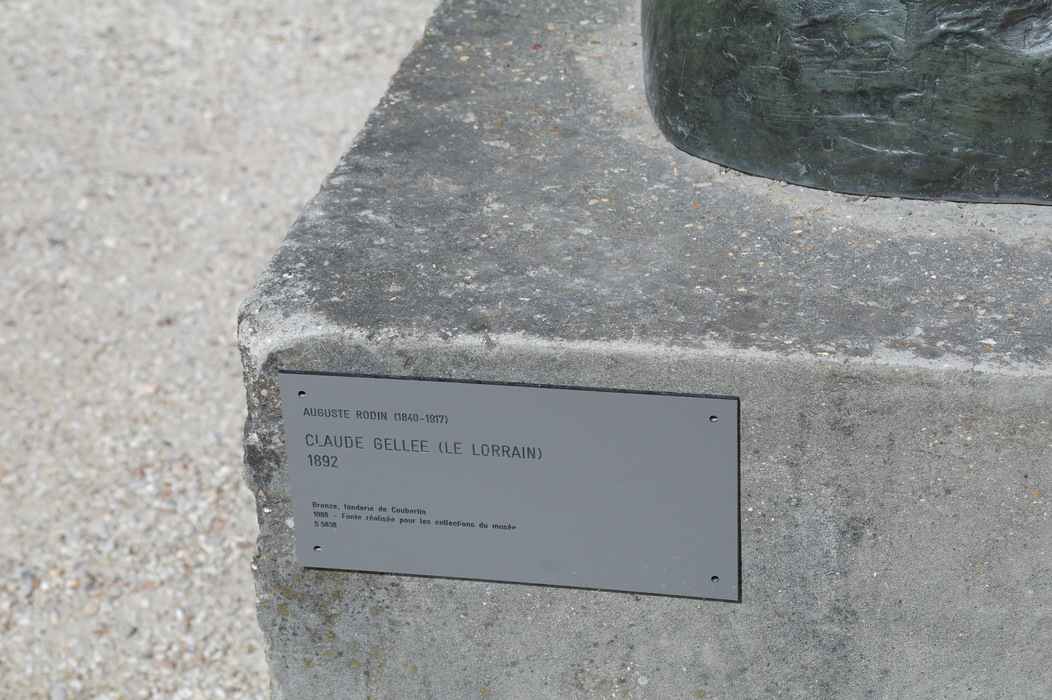 AUGUSTE RODIN (1840-1917)
CLAUDE GELLEE (LE LORRAIN)
1892
Bronze, fonderie de Coubertin
1988 - Fonte réalisée pour les collections du musée
S·5838